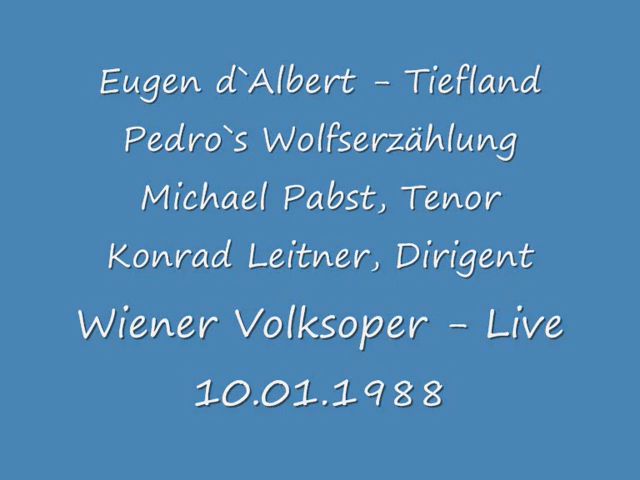 Eugen d`Albert - Tiefland
Pedro`s Wolfserzählung
Michael Pabst, Tenor
Konrad Leitner, Dirigent
Wiener Volksoper - Live
10.01.1988